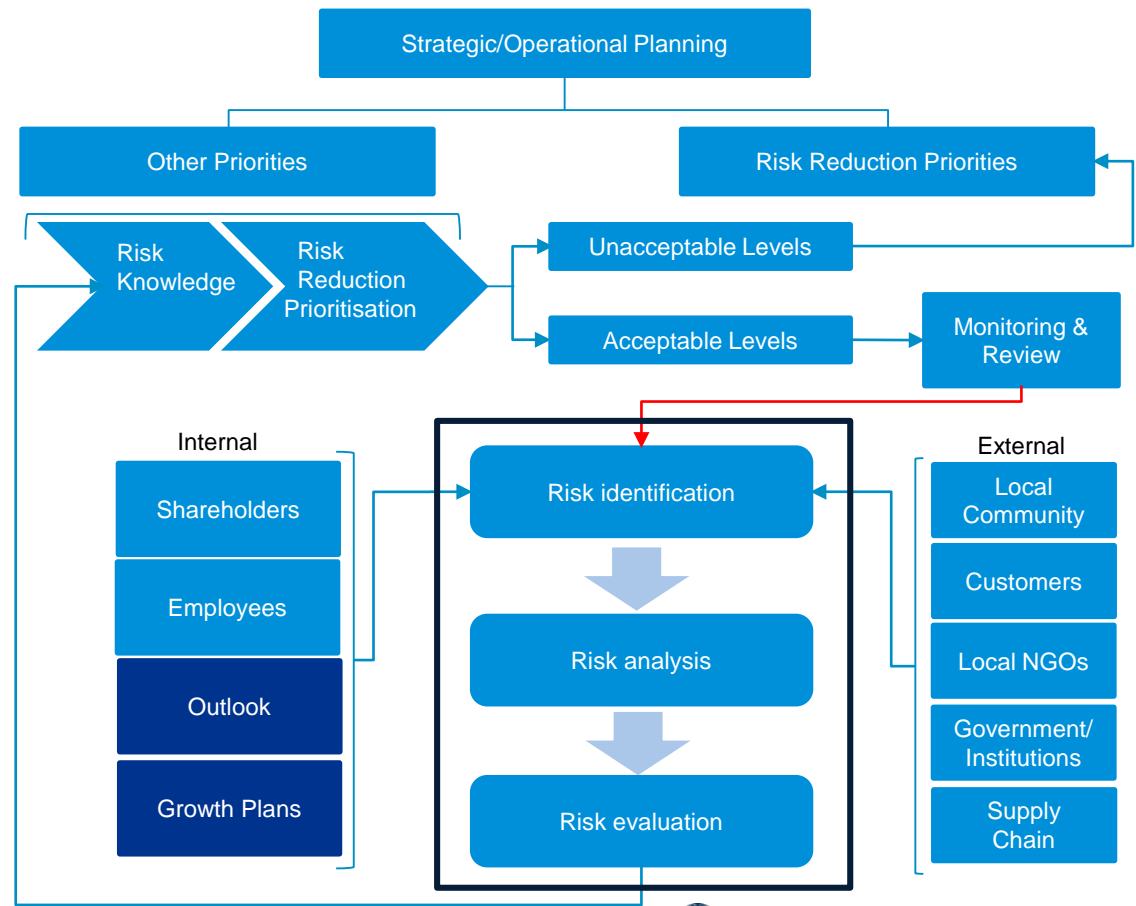 Strategic/Operational Planning
Other Priorities
Risk Reduction Priorities
Risk
Knowledge
Risk
Reduction
Prioritisation
Unacceptable Levels
Acceptable Levels
Monitoring &
Review
Internal
Shareholders
Employees
Outlook
Growth Plans
Risk identification
Risk analysis
Risk evaluation
External
Local
Community
Customers
Local NGOs
Government/
Institutions
Supply
Chain